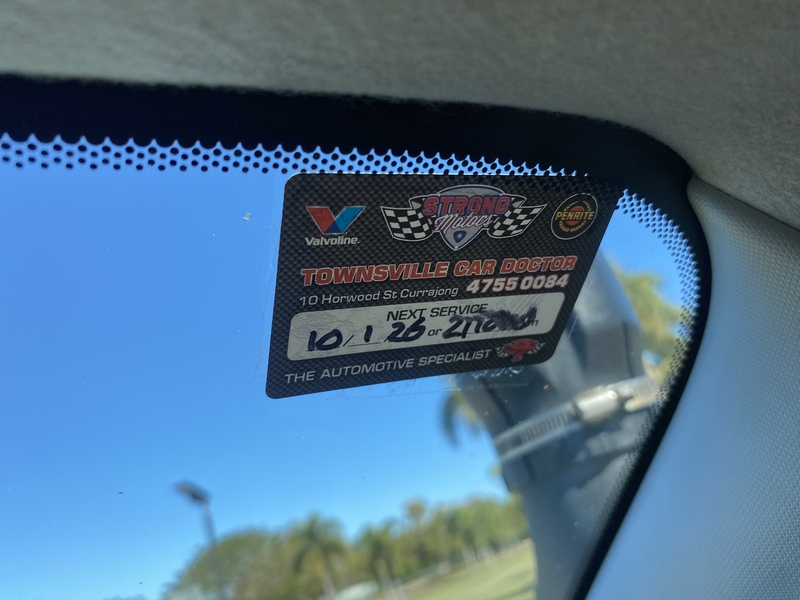 Valvoline
STRONG
Motors
PENRITE
TOWNSVILLE CAR DOCTOR
10 Horwood St Currajong 4755 0084
NEXT SERVICE
10/1 26 or
THE AUTOMOTIVE SPECIALIST